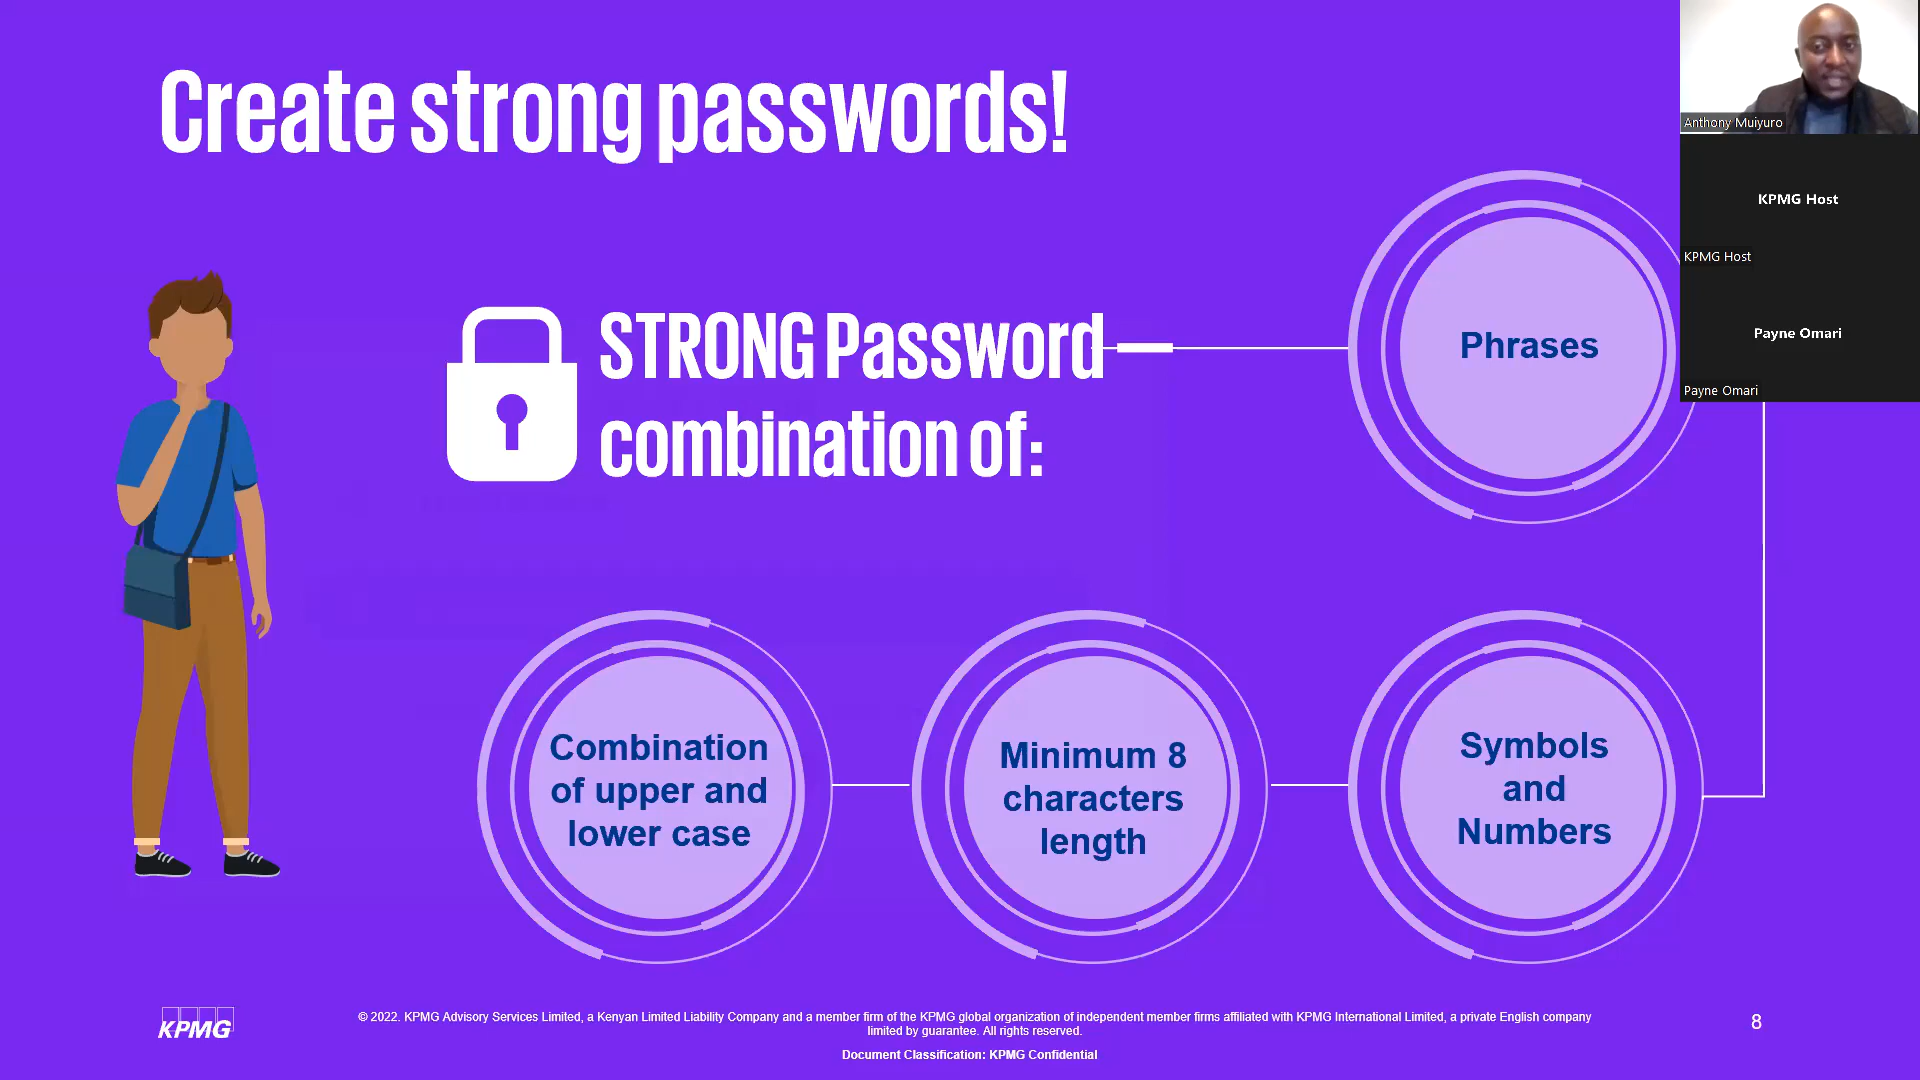 Create strong passwords!
Anthony Muiyuro
KPMG Host
KPMG Host
Payne Omari
Payne Omari
STRONG Password
combination of:
Phrases
Combination
of upper and
lower case
Minimum 8
characters
length
Symbols
and
Numbers
KPMG
© 2022. KPMG Advisory Services Limited, a Kenyan Limited Liability Company and a member firm of the KPMG global organization of independent member firms affiliated with KPMG International Limited, a private English company
limited by guarantee. All rights reserved.
8
Document Classification: KPMG Confidential